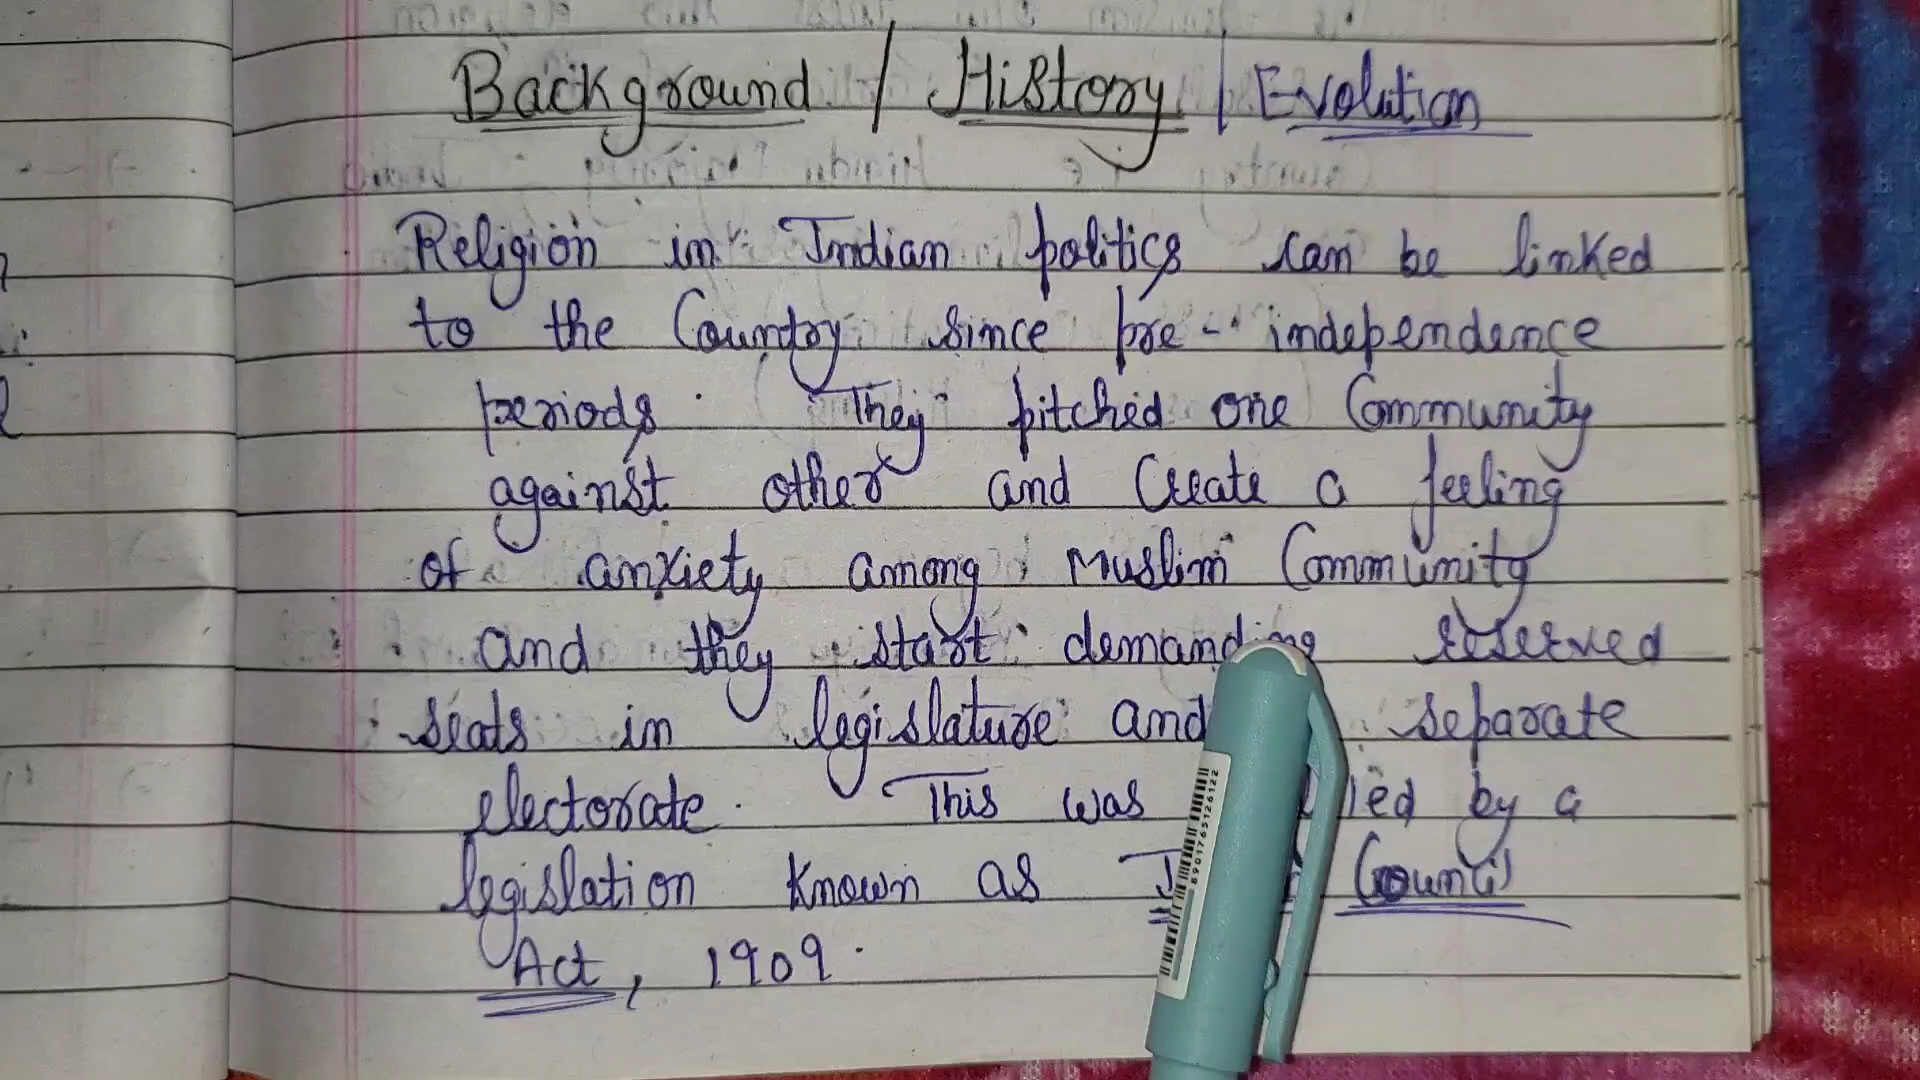 Background / History / Evolution
Religion in Indian politics can be linked
to the Country since pre - independence
periods. They pitched one Community
against other and create a feeling
of anxiety among Muslim Community
and they start demanding reserved
seats in legislature and separate
electorate. This was by a
legislation known as Council
Act, 1909.
8901765126122